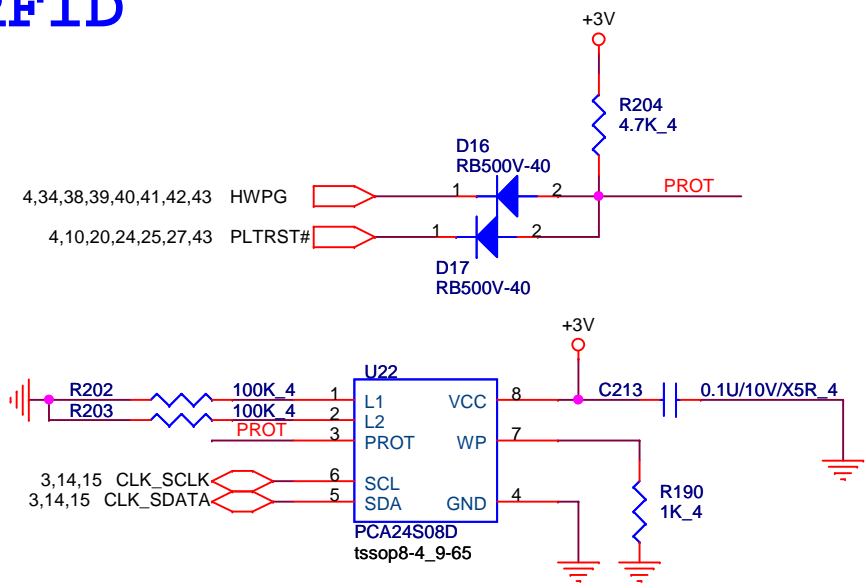 +3V
R204
4.7K_4
D16
RB500V-40
4,34,38,39,40,41,42,43 HWPG
1
2
PROT
4,10,20,24,25,27,43 PLTRST#
1
2
D17
RB500V-40
+3V
U22
R202 100K_4 1 L1 VCC 8 C213 0.1U/10V/X5R_4
R203 100K_4 2 L2
PROT 3 PROT WP 7
3,14,15 CLK_SCLK 6 SCL
3,14,15 CLK_SDATA 5 SDA GND 4
R190
1K_4
PCA24S08D
tssop8-4_9-65